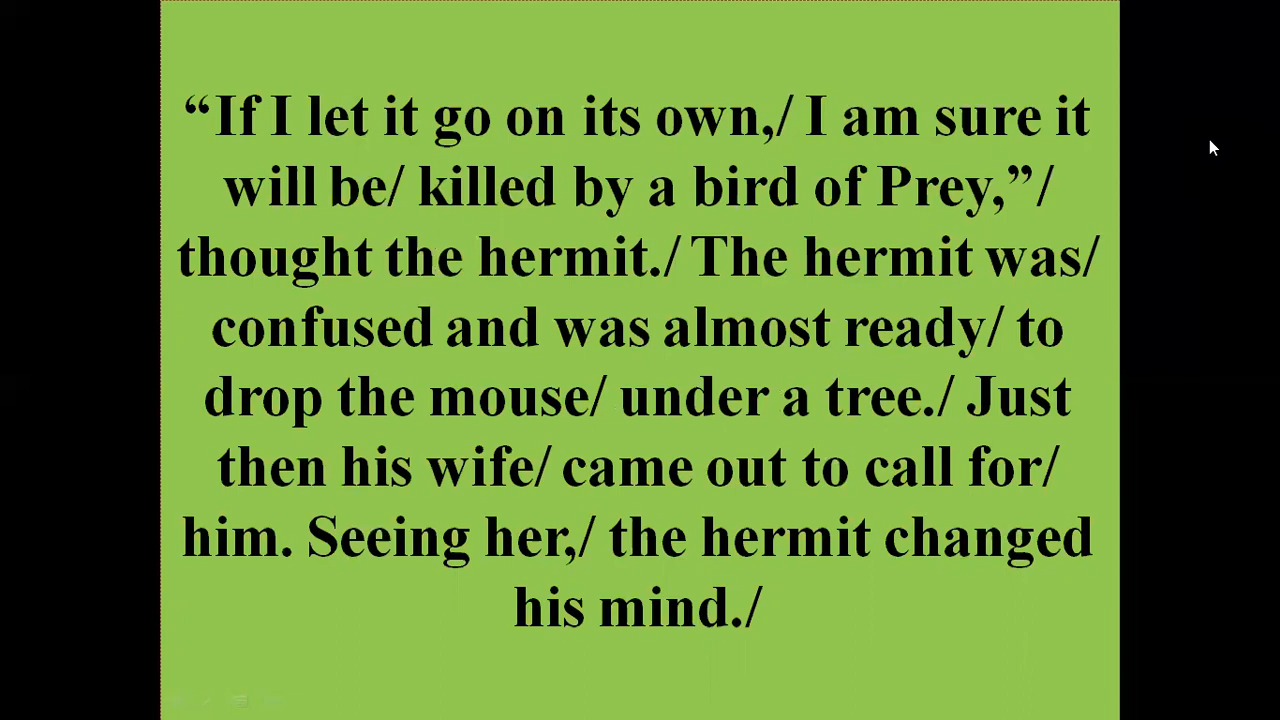 “If I let it go on its own,/ I am sure it
will be/ killed by a bird of Prey,”/
thought the hermit./ The hermit was/
confused and was almost ready/ to
drop the mouse/ under a tree./ Just
then his wife/ came out to call for/
him. Seeing her,/ the hermit changed
his mind./